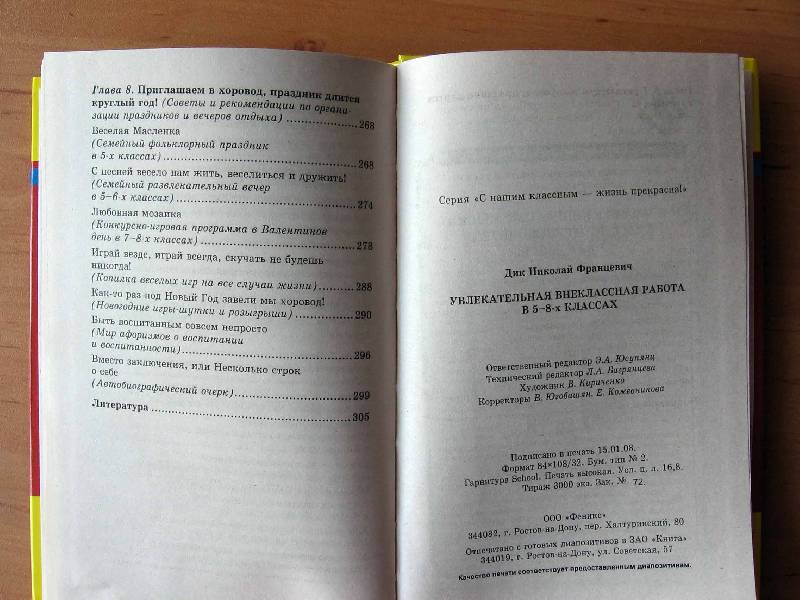 Глава 8. Приглашаем в хоровод, праздник длится
круглый год! (Советы и рекомендации по органи-
зации праздников и вечеров отдыха) ................268
Веселая Масленка
(Семейный фольклорный праздник
в 5-х классах) ................268
С песней весело нам жить, веселиться и дружить!
(Семейный развлекательный вечер
в 5–6-х классах) ................274
Любовная мозаика
(Конкурсно-игровая программа в Валентинов
день в 7–8-х классах) ................278
Играй везде, играй всегда, скучать не будешь
никогда!
(Копилка веселых игр на все случаи жизни) ................288
Как-то раз под Новый Год завели мы хоровод!
(Новогодние игры-шутки и розыгрыши) ................290
Быть воспитанным совсем непросто
(Мир афоризмов о воспитании
и воспитанности) ................296
Вместо заключения, или Несколько строк
о себе
(Автобиографический очерк) ................299
Литература ................305
Серия «С нашим классным — жизнь прекрасна!»
Дик Николай Францевич
УВЛЕКАТЕЛЬНАЯ ВНЕКЛАССНАЯ РАБОТА
В 5–8-х КЛАССАХ
Ответственный редактор Э.А. Юсупянц
Технический редактор Л.А. Багрянцева
Художник В. Кириченко
Корректоры В. Югобашян, Е. Кожевникова
Подписано в печать 15.01.08.
Формат 84×108/32. Бум. тип № 2.
Гарнитура School. Печать высокая. Усл. п. л. 16,8.
Тираж 3000 экз. Зак. № 72.
ООО «Феникс»
344082, г. Ростов-на-Дону, пер. Халтуринский, 80
Отпечатано с готовых диапозитивов в ЗАО «Книга»
344019, г. Ростов-на-Дону, ул. Советская, 57
Качество печати соответствует предоставленным диапозитивам.